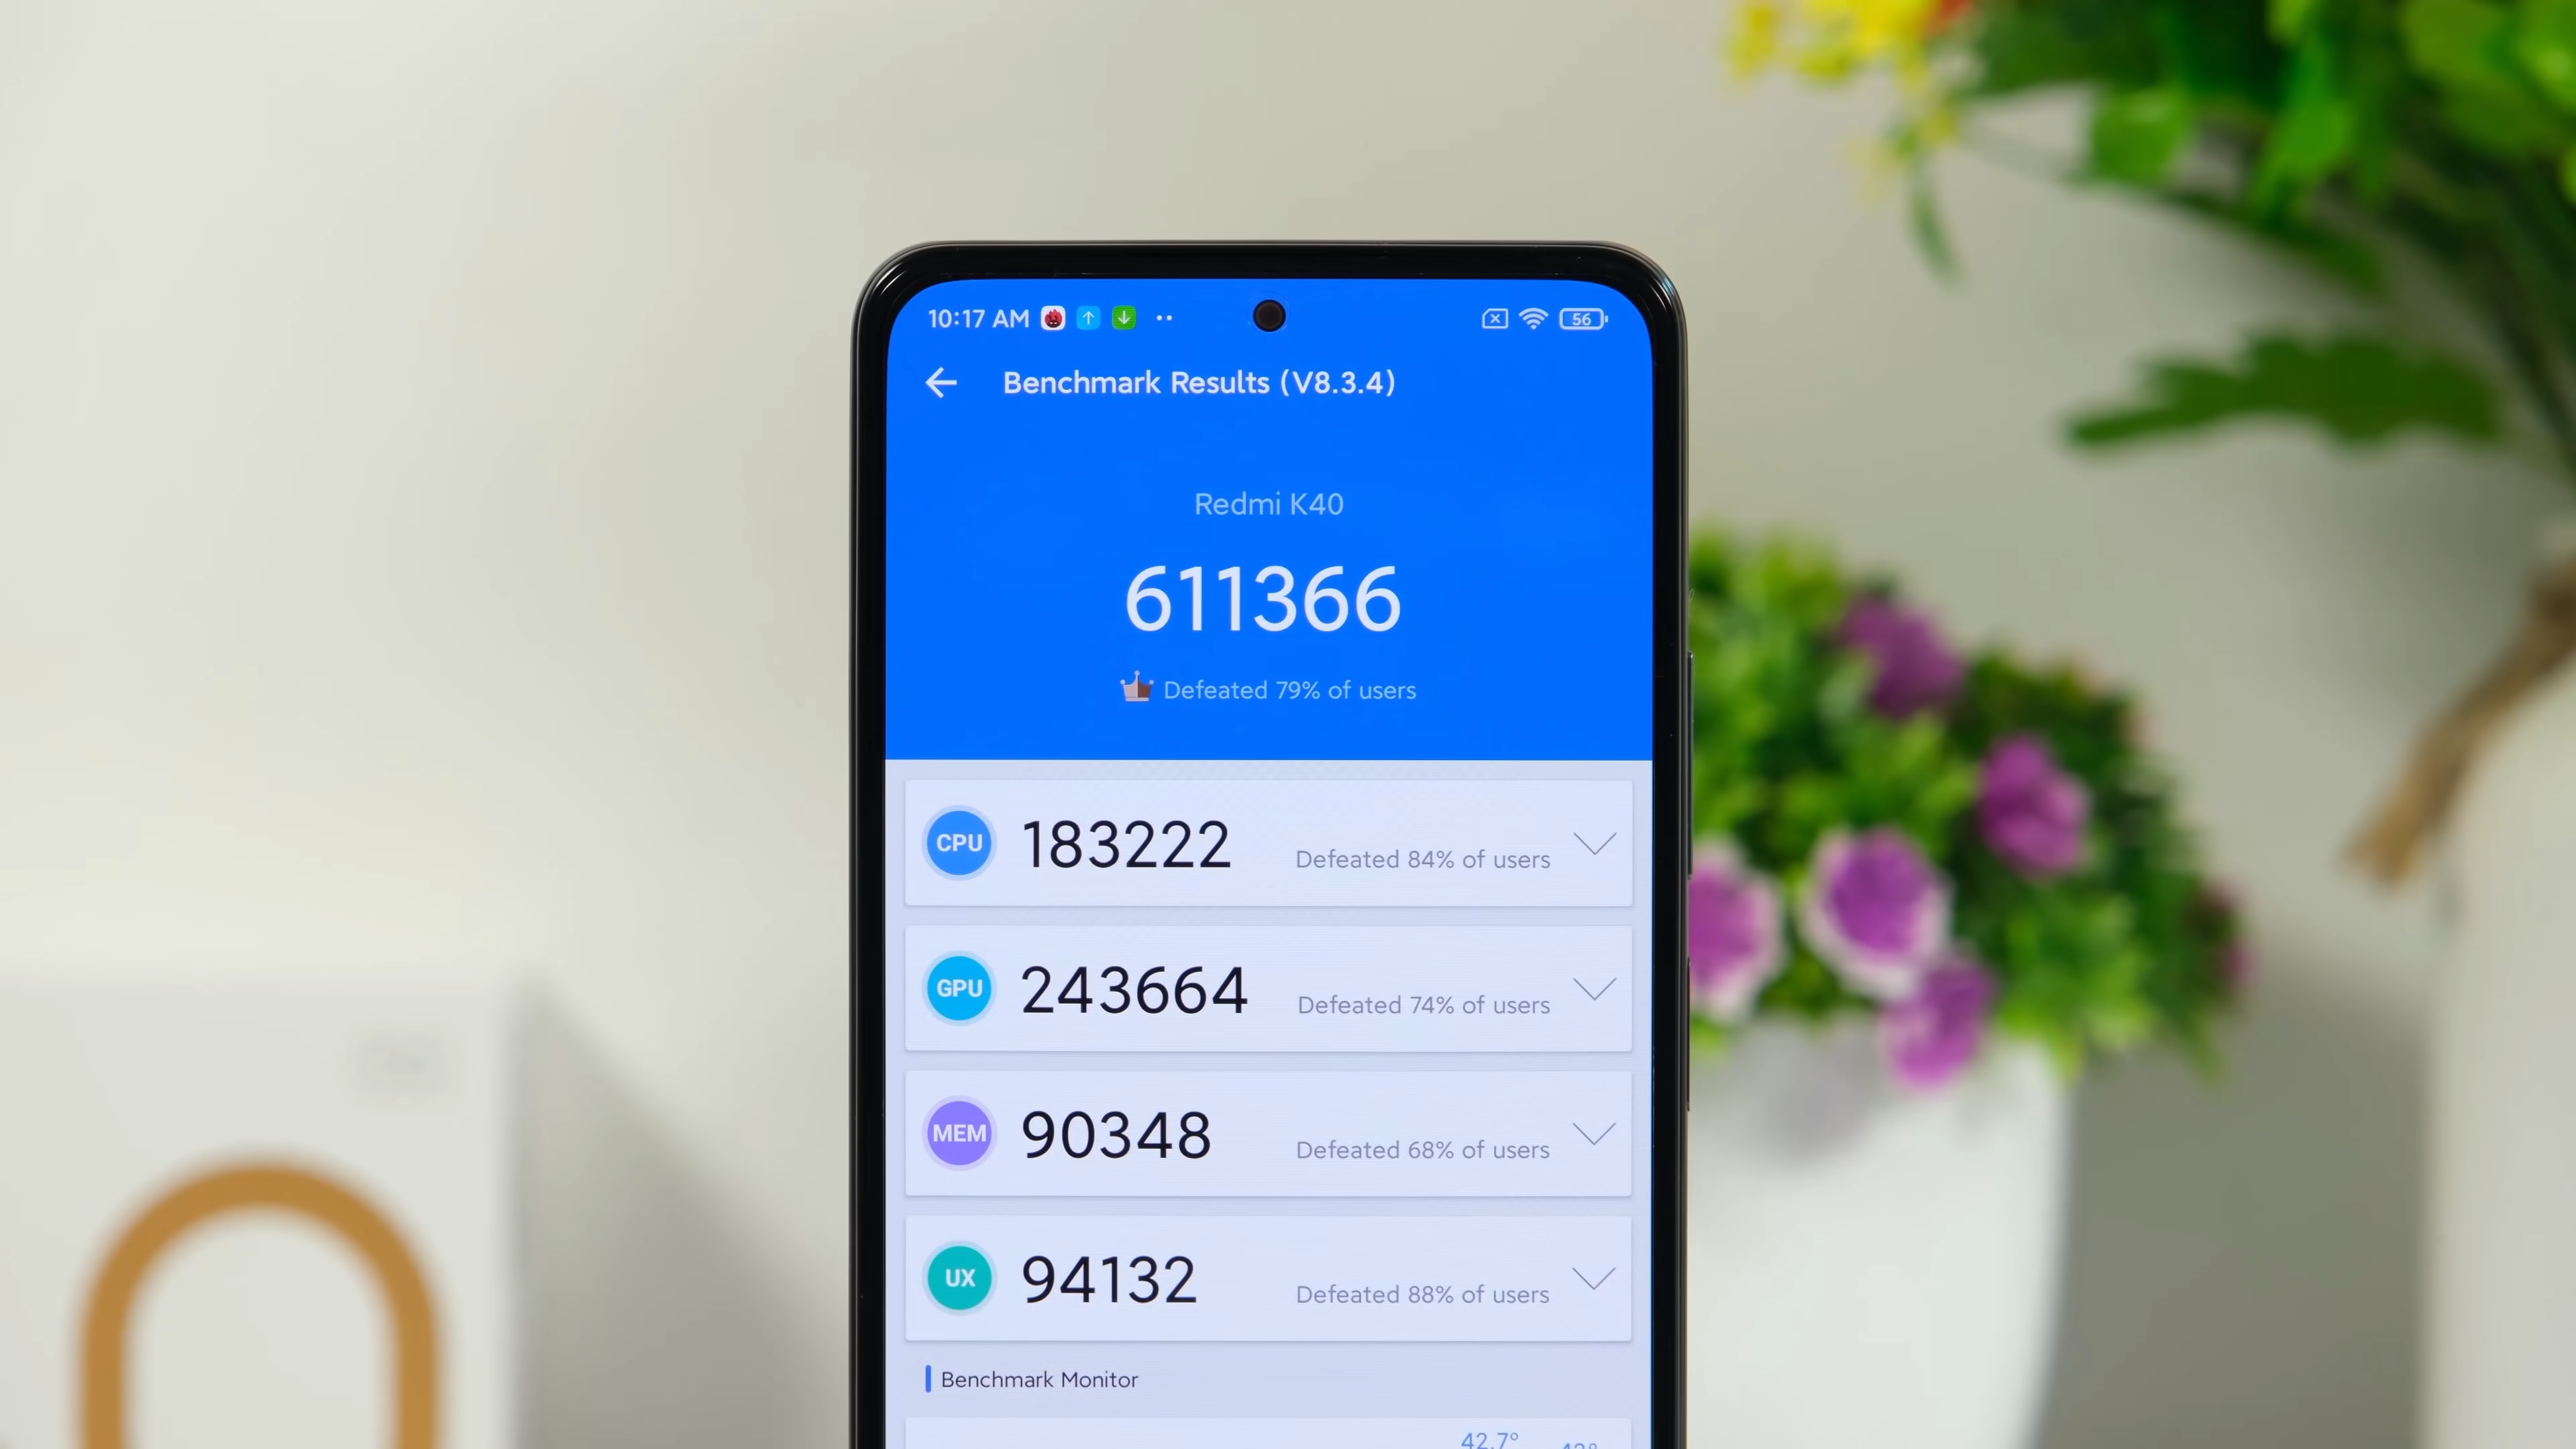 10:17 AM 56
Benchmark Results (V8.3.4)
Redmi K40
611366
Defeated 79% of users
CPU 183222 Defeated 84% of users
GPU 243664 Defeated 74% of users
MEM 90348 Defeated 68% of users
UX 94132 Defeated 88% of users
Benchmark Monitor
42.7°